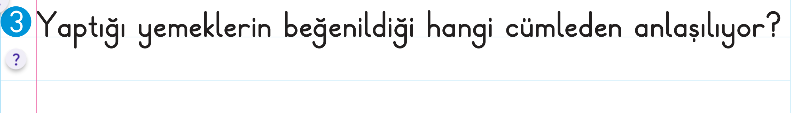 3 Yaptığı yemeklerin beğenildiği hangi cümleden anlaşılıyor?
?